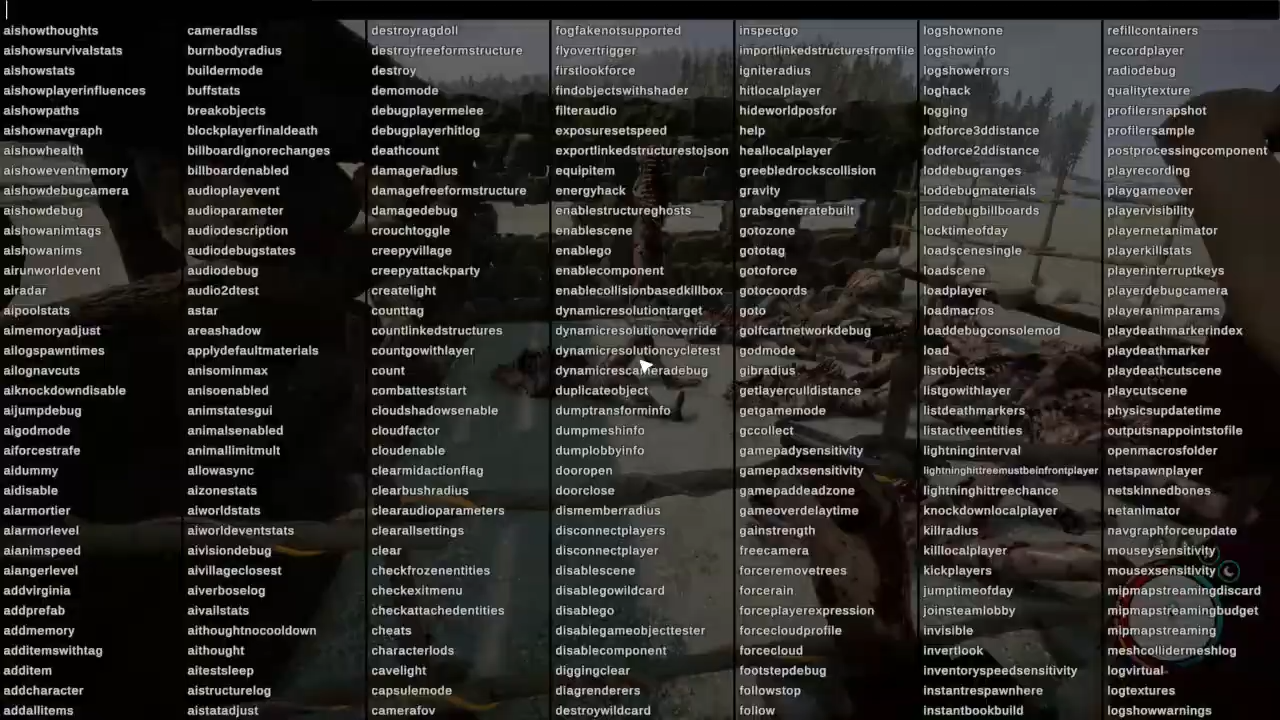 aishowthoughts
aishowsurvivalstats
aishowstats
aishowplayerinfluences
aishowpaths
aishownavgraph
aishowhealth
aishoweventmemory
aishowdebugcamera
aishowdebug
aishowanimtags
aishowanims
airunworldevent
airadar
aipoolstats
aimemoryadjust
ailogspawntimes
ailognavcuts
aiknockdowndisable
aijumpdebug
aigodmode
aiforcestrafe
aidummy
aidisable
aiarmortier
aiarmorlevel
aianimspeed
aiangerlevel
addvirginia
addprefab
addmemory
additemswithtag
additem
addcharacter
addallitems
cameradlss
burnbodyradius
buildermode
buffstats
breakobjects
blockplayerfinaldeath
billboardignorechanges
billboardenabled
audioplayevent
audioparameter
audiodescription
audiodebugstates
audiodebug
audio2dtest
astar
areashadow
applydefaultmaterials
anisominmax
anisoenabled
animstatesgui
animalsenabled
animallimitmult
allowasync
aizonestats
aiworldstats
aiworldeventstats
aivisiondebug
aivillageclosest
aiverboselog
aivailstats
aithoughtnocooldown
aithought
aitestsleep
aistructurelog
aistatadjust
destroyragdoll
destroyfreeformstructure
destroy
demomode
debugplayermelee
debugplayerhitlog
deathcount
damageradius
damagefreeformstructure
damagedebug
crouchtoggle
creepyvillage
creepyattackparty
createlight
counttag
countlinkedstructures
countgowithlayer
count
combatteststart
cloudshadowsenable
cloudfactor
cloudenable
clearmidactionflag
clearbushradius
clearaudioparameters
clearallsettings
clear
checkfrozenentities
checkexitmenu
checkattachedentities
cheats
characterlods
cavelight
capsulemode
camerafov
fogfakenotsupported
flyovertrigger
firstlookforce
findobjectswithshader
filteraudio
exposuresetspeed
exportlinkedstructurestojson
equipitem
energyhack
enablestructureghosts
enablescene
enablego
enablecomponent
enablecollisionbasedkillbox
dynamicresolutiontarget
dynamicresolutionoverride
dynamicresolutioncycletest
dynamicrescameradebug
duplicateobject
dumptransforminfo
dumpmeshinfo
dumplobbyinfo
dooropen
doorclose
dismemberradius
disconnectplayers
disconnectplayer
disablescene
disablegowildcard
disablego
disablegameobjecttester
disablecomponent
diggingclear
diagrenderers
destroywildcard
inspectgo
importlinkedstructuresfromfile
igniteradius
hitlocalplayer
hideworldposfor
help
heallocalplayer
greebledrockscollision
gravity
grabsgeneratebuilt
gotozone
gototag
gotoforce
gotocoords
goto
golfcartnetworkdebug
godmode
gibradius
getlayerculldistance
getgamemode
gccollect
gamepadysensitivity
gamepadxsensitivity
gamepaddeadzone
gameoverdelaytime
gainstrength
freecamera
forceremovetrees
forcerain
forceplayerexpression
forcecloudprofile
forcecloud
footstepdebug
followstop
follow
logshownone
logshowinfo
logshowerrors
loghack
logging
lodforce3ddistance
lodforce2ddistance
loddebugranges
loddebugmaterials
loddebugbillboards
locktimeofday
loadscenesingle
loadscene
loadplayer
loadmacros
loaddebugconsolemod
load
listobjects
listgowithlayer
listdeathmarkers
listactiveentities
lightninginterval
lightninghittreemustbeinfrontplayer
lightninghittreechance
knockdownlocalplayer
killradius
killlocalplayer
kickplayers
jumptimeofday
joinsteamlobby
invisible
invertlook
inventoryspeedsensitivity
instantrespawnhere
instantbookbuild
refillcontainers
recordplayer
radiodebug
qualitytexture
profilersnapshot
profilersample
postprocessingcomponent
playrecording
playgameover
playervisibility
playernetanimator
playerkillstats
playerinterruptkeys
playerdebugcamera
playeranimparams
playdeathmarkerindex
playdeathmarker
playdeathcutscene
playcutscene
physicsupdatetime
outputsnappointstofile
openmacrosfolder
netspawnplayer
netskinnedbones
netanimator
navgraphforceupdate
mouseysensitivity
mousexsensitivity
mipmapstreamingdiscard
mipmapstreamingbudget
mipmapstreaming
meshcollidermeshlog
logvirtual
logtextures
logshowwarnings